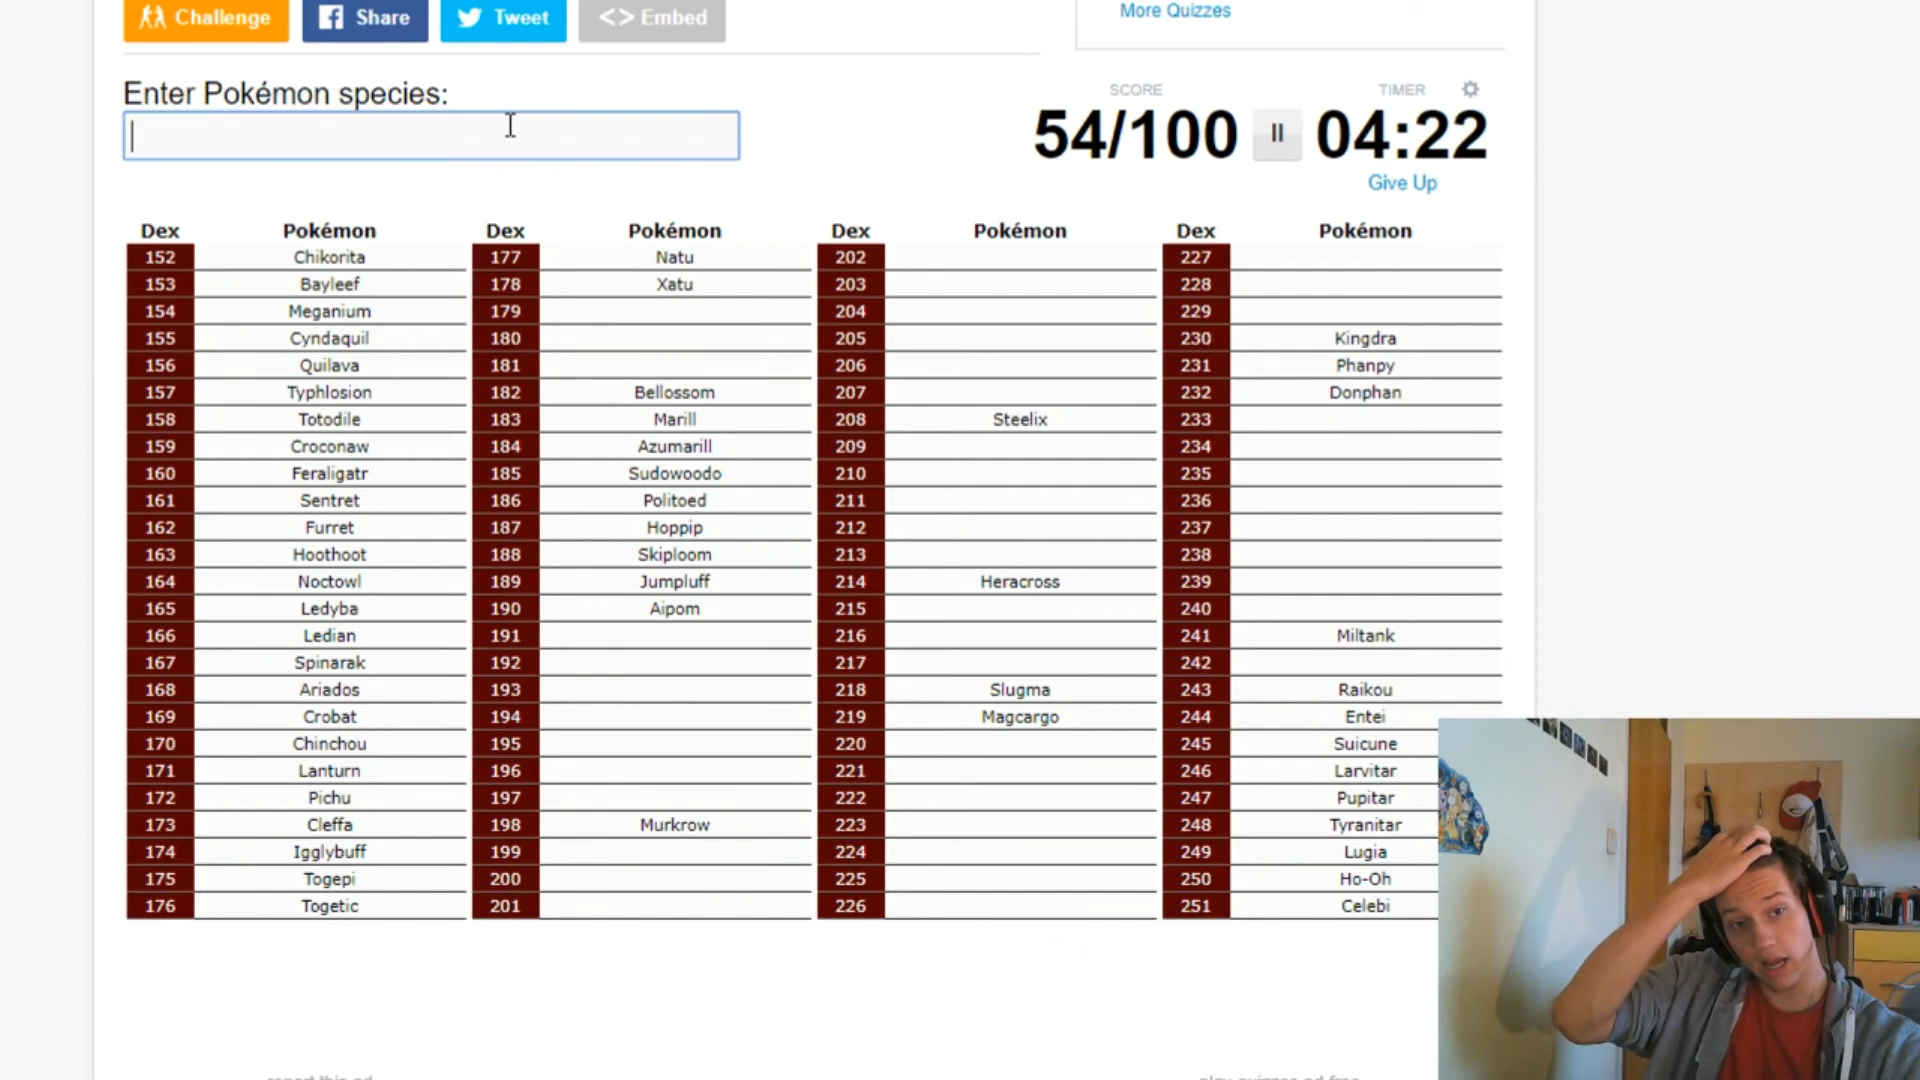 Challenge
Share
Tweet
<> Embed
More Quizzes
Enter Pokémon species:
SCORE
TIMER
54/100
04:22
Give Up
Dex Pokémon Dex Pokémon Dex Pokémon Dex Pokémon
152 Chikorita 177 Natu 202 227
153 Bayleef 178 Xatu 203 228
154 Meganium 179 204 229
155 Cyndaquil 180 205 230 Kingdra
156 Quilava 181 206 231 Phanpy
157 Typhlosion 182 Bellossom 207 232 Donphan
158 Totodile 183 Marill 208 Steelix 233
159 Croconaw 184 Azumarill 209 234
160 Feraligatr 185 Sudowoodo 210 235
161 Sentret 186 Politoed 211 236
162 Furret 187 Hoppip 212 237
163 Hoothoot 188 Skiploom 213 238
164 Noctowl 189 Jumpluff 214 Heracross 239
165 Ledyba 190 Aipom 215 240
166 Ledian 191 216 241 Miltank
167 Spinarak 192 217 242
168 Ariados 193 218 Slugma 243 Raikou
169 Crobat 194 219 Magcargo 244 Entei
170 Chinchou 195 220 245 Suicune
171 Lanturn 196 221 246 Larvitar
172 Pichu 197 222 247 Pupitar
173 Cleffa 198 Murkrow 223 248 Tyranitar
174 Igglybuff 199 224 249 Lugia
175 Togepi 200 225 250 Ho-Oh
176 Togetic 201 226 251 Celebi
report this ad
play quizzes ad free